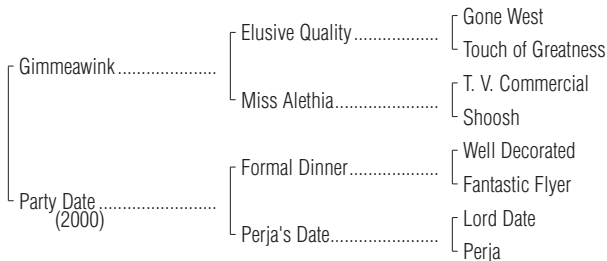 Gone West
Elusive Quality..................
Touch of Greatness
Gimmeawink.....................
T. V. Commercial
Miss Alethia......................
Shoosh
Well Decorated
Formal Dinner...................
Fantastic Flyer
Party Date.........................
(2000)
Lord Date
Perja's Date.......................
Perja